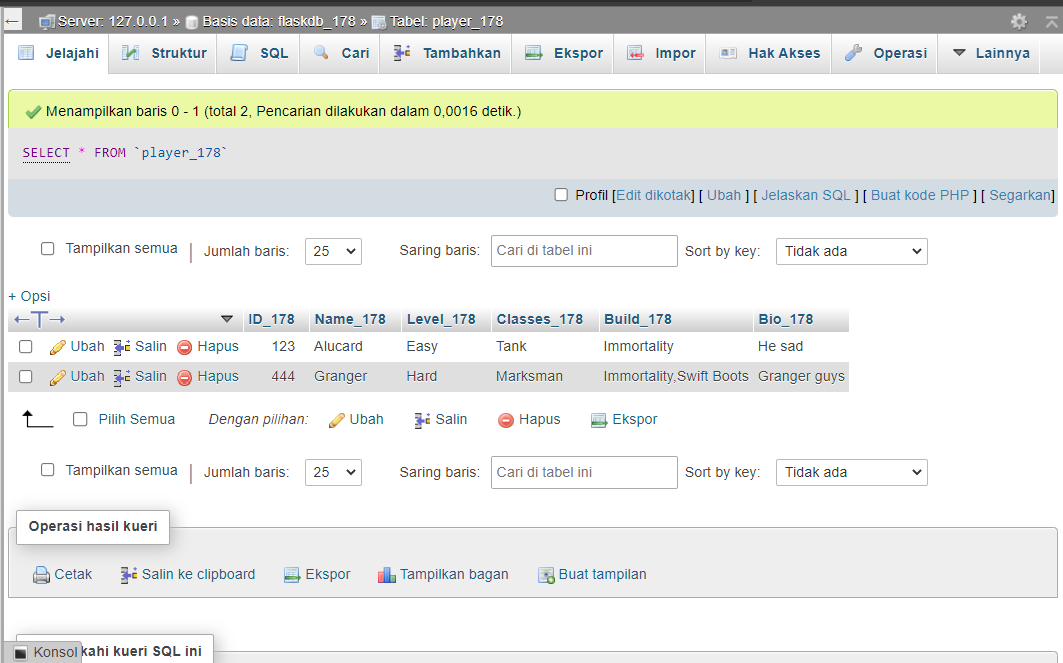 Server: 127.0.0.1 » Basis data: flaskdb_178 » Tabel: player_178
Jelajahi Struktur SQL Cari Tambahkan Ekspor Impor Hak Akses Operasi Lainnya
Menampilkan baris 0 - 1 (total 2, Pencarian dilakukan dalam 0,0016 detik.)
SELECT * FROM `player_178`
Profil [Edit dikotak] [ Ubah ] [ Jelaskan SQL ] [ Buat kode PHP ] [ Segarkan]
Tampilkan semua | Jumlah baris: 25 Saring baris: Cari di tabel ini Sort by key: Tidak ada
+ Opsi
←T→ ID_178 Name_178 Level_178 Classes_178 Build_178 Bio_178
Ubah Salin Hapus 123 Alucard Easy Tank Immortality He sad
Ubah Salin Hapus 444 Granger Hard Marksman Immortality,Swift Boots Granger guys
Pilih Semua Dengan pilihan: Ubah Salin Hapus Ekspor
Tampilkan semua | Jumlah baris: 25 Saring baris: Cari di tabel ini Sort by key: Tidak ada
Operasi hasil kueri
Cetak Salin ke clipboard Ekspor Tampilkan bagan Buat tampilan
Konsol kahi kueri SQL ini